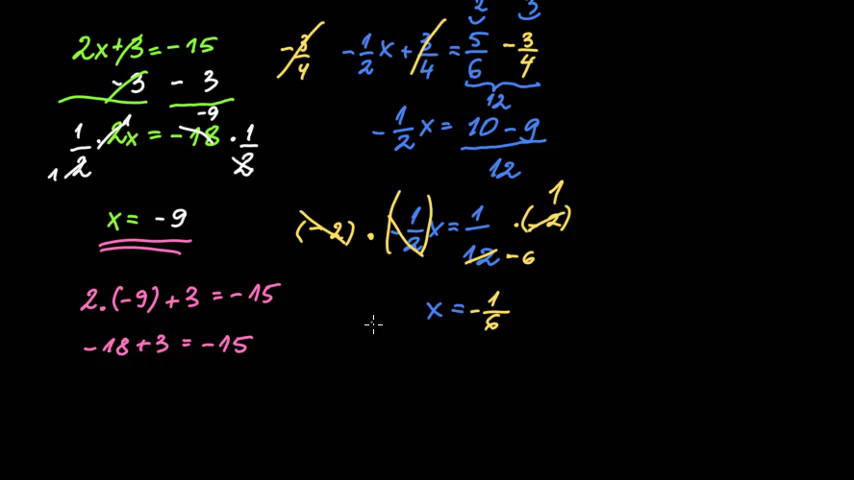 2x+3=-15
-3 -3
1/2 · 2x = -18 · 1/2
1 1 -9
x = -9
2.(-9)+3 = -15
-18+3 = -15
2 3
-3/4 -1/2x+3/4 = 5/6 -3/4
12
-1/2x = 10-9/12
(-2) · (-1/2)x = 1/12 ·(-2)
1 -6
x = -1/6